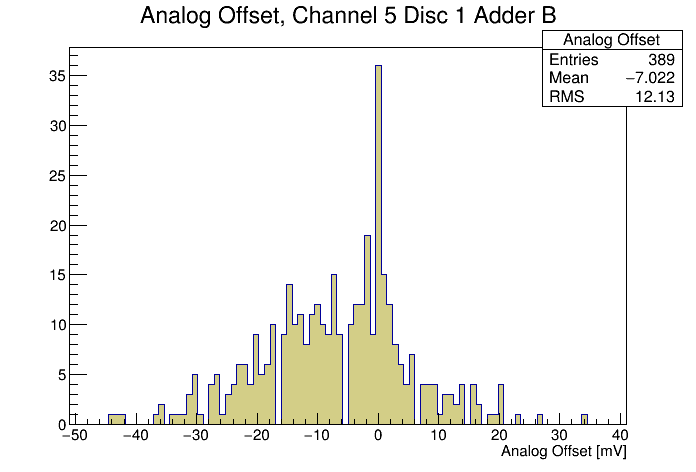 Analog Offset, Channel 5 Disc 1 Adder B
Analog Offset
Entries 389
Mean −7.022
RMS 12.13
35
30
25
20
15
10
5
0
−50 −40 −30 −20 −10 0 10 20 30 40
Analog Offset [mV]